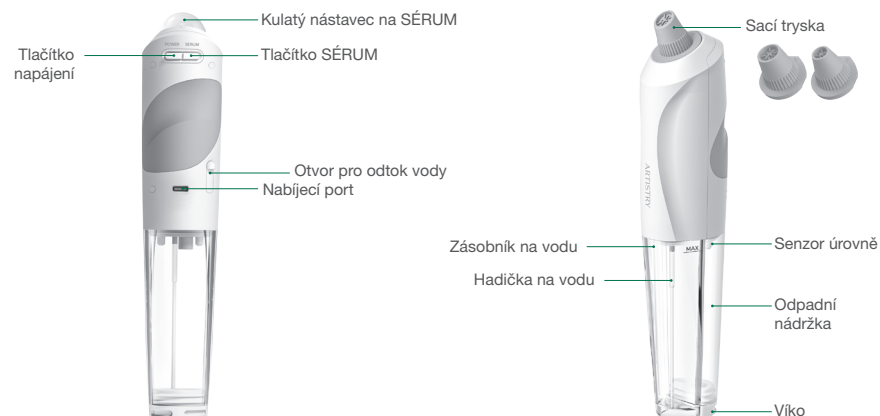 Kulatý nástavec na SÉRUM
POWER SERUM
Tlačítko
napájení
Tlačítko SÉRUM
Otvor pro odtok vody
Nabíjecí port
Sací tryska
ARTISTRY
Zásobník na vodu
MAX
Senzor úrovně
Hadička na vodu
Odpadní
nádržka
Víko